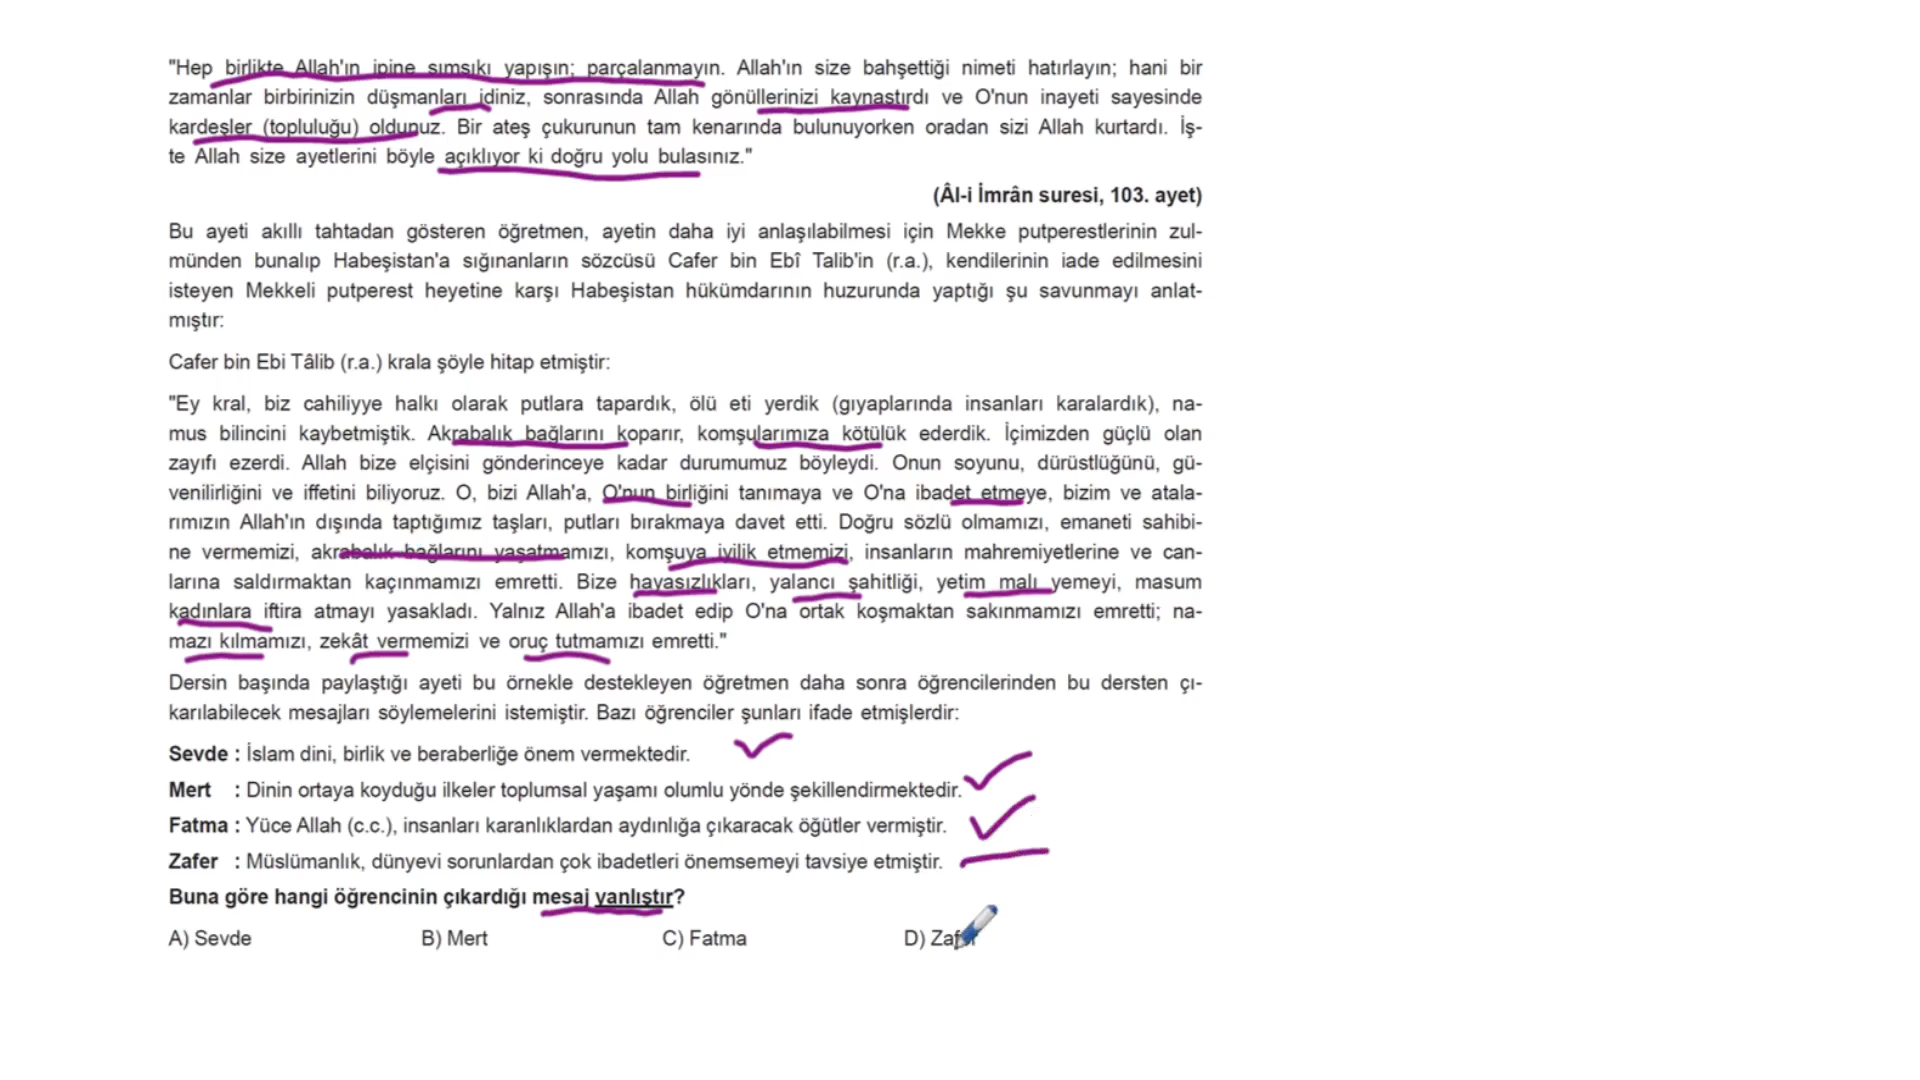 "Hep birlikte Allah'ın ipine sımsıkı yapışın; parçalanmayın. Allah'ın size bahşettiği nimeti hatırlayın; hani bir
zamanlar birbirinizin düşmanları idiniz, sonrasında Allah gönüllerinizi kaynaştırdı ve O'nun inayeti sayesinde
kardeşler (topluluğu) oldunuz. Bir ateş çukurunun tam kenarında bulunuyorken oradan sizi Allah kurtardı. İş-
te Allah size ayetlerini böyle açıklıyor ki doğru yolu bulasınız."
(Âl-i İmrân suresi, 103. ayet)
Bu ayeti akıllı tahtadan gösteren öğretmen, ayetin daha iyi anlaşılabilmesi için Mekke putperestlerinin zul-
münden bunalıp Habeşistan'a sığınanların sözcüsü Cafer bin Ebî Talib'in (r.a.), kendilerinin iade edilmesini
isteyen Mekkeli putperest heyetine karşı Habeşistan hükümdarının huzurunda yaptığı şu savunmayı anlat-
mıştır:
Cafer bin Ebi Tâlib (r.a.) krala şöyle hitap etmiştir:
"Ey kral, biz cahiliyye halkı olarak putlara tapardık, ölü eti yerdik (gıyaplarında insanları karalardık), na-
mus bilincini kaybetmiştik. Akrabalık bağlarını koparır, komşularımıza kötülük ederdik. İçimizden güçlü olan
zayıfı ezerdi. Allah bize elçisini gönderinceye kadar durumumuz böyleydi. Onun soyunu, dürüstlüğünü, gü-
venilirliğini ve iffetini biliyoruz. O, bizi Allah'a, O'nun birliğini tanımaya ve O'na ibadet etmeye, bizim ve atala-
rımızın Allah'ın dışında taptığımız taşları, putları bırakmaya davet etti. Doğru sözlü olmamızı, emaneti sahibi-
ne vermemizi, akrabalık bağlarını yaşatmamızı, komşuya iyilik etmemizi, insanların mahremiyetlerine ve can-
larına saldırmaktan kaçınmamızı emretti. Bize hayasızlıkları, yalancı şahitliği, yetim malı yemeyi, masum
kadınlara iftira atmayı yasakladı. Yalnız Allah'a ibadet edip O'na ortak koşmaktan sakınmamızı emretti; na-
mazı kılmamızı, zekât vermemizi ve oruç tutmamızı emretti."
Dersin başında paylaştığı ayeti bu örnekle destekleyen öğretmen daha sonra öğrencilerinden bu dersten çı-
karılabilecek mesajları söylemelerini istemiştir. Bazı öğrenciler şunları ifade etmişlerdir:
Sevde : İslam dini, birlik ve beraberliğe önem vermektedir.
Mert : Dinin ortaya koyduğu ilkeler toplumsal yaşamı olumlu yönde şekillendirmektedir.
Fatma : Yüce Allah (c.c.), insanları karanlıklardan aydınlığa çıkaracak öğütler vermiştir.
Zafer : Müslümanlık, dünyevi sorunlardan çok ibadetleri önemsemeyi tavsiye etmiştir.
Buna göre hangi öğrencinin çıkardığı mesaj yanlıştır?
A) Sevde B) Mert C) Fatma D) Zafer